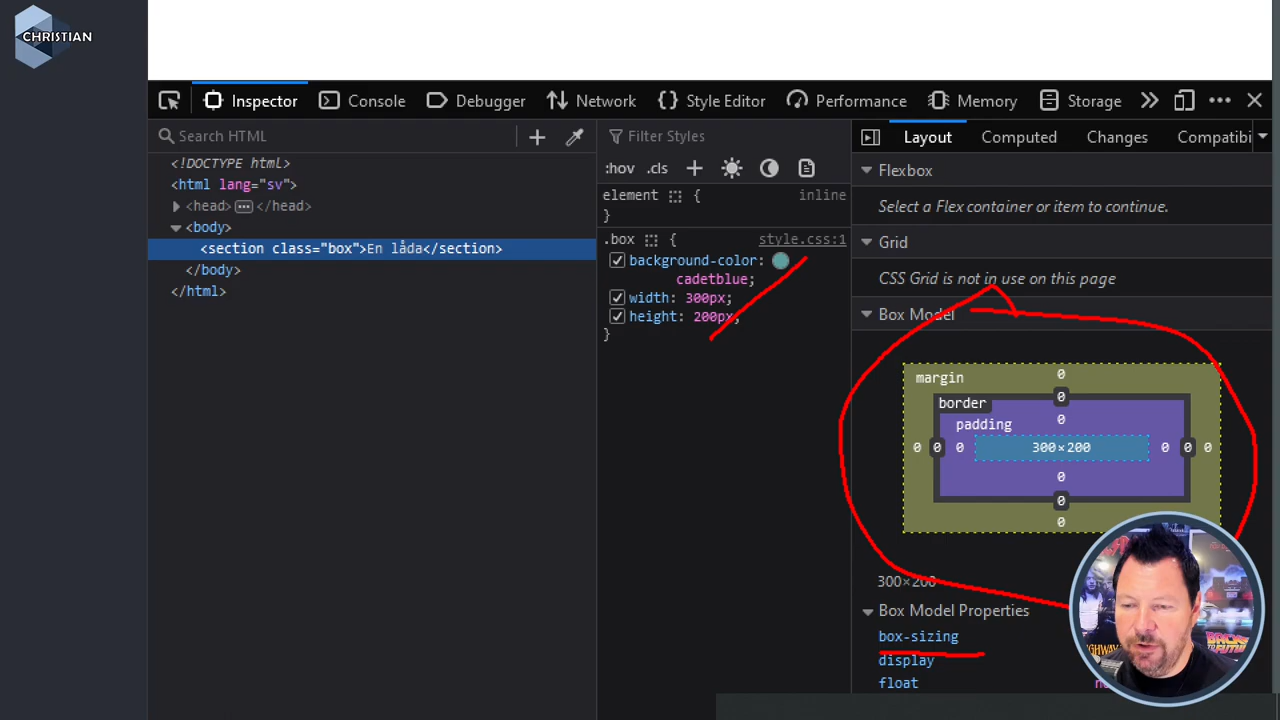 CHRISTIAN
Inspector Console Debugger Network Style Editor Performance Memory Storage
Search HTML
Filter Styles
Layout Computed Changes Compatibi
<!DOCTYPE html>
<html lang="sv">
<head> ••• </head>
<body>
<section class="box">En låda</section>
</body>
</html>
:hov .cls
element { inline
}
.box { style.css:1
background-color:
cadetblue;
width: 300px;
height: 200px;
}
Flexbox
Select a Flex container or item to continue.
Grid
CSS Grid is not in use on this page
Box Model
margin 0
border 0
padding 0
0 0 0 300×200 0 0 0
0
0
0
300×200
Box Model Properties
box-sizing
display
float